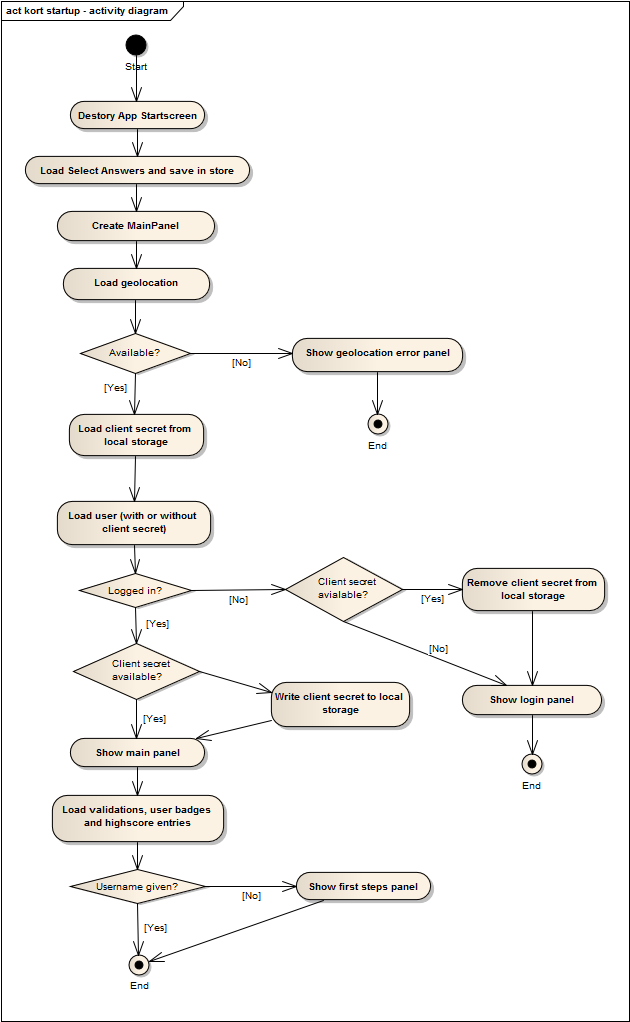 act kort startup - activity diagram
Start
Destory App Startscreen
Load Select Answers and save in store
Create MainPanel
Load geolocation
Available?
[No]
Show geolocation error panel
End
[Yes]
Load client secret from
local storage
Load user (with or without
client secret)
Logged in?
[No]
Client secret
avialable?
[Yes]
Remove client secret from
local storage
[No]
Show login panel
End
[Yes]
Client secret
available?
Write client secret to local
storage
[Yes]
Show main panel
Load validations, user badges
and highscore entries
Username given?
[No]
Show first steps panel
[Yes]
End